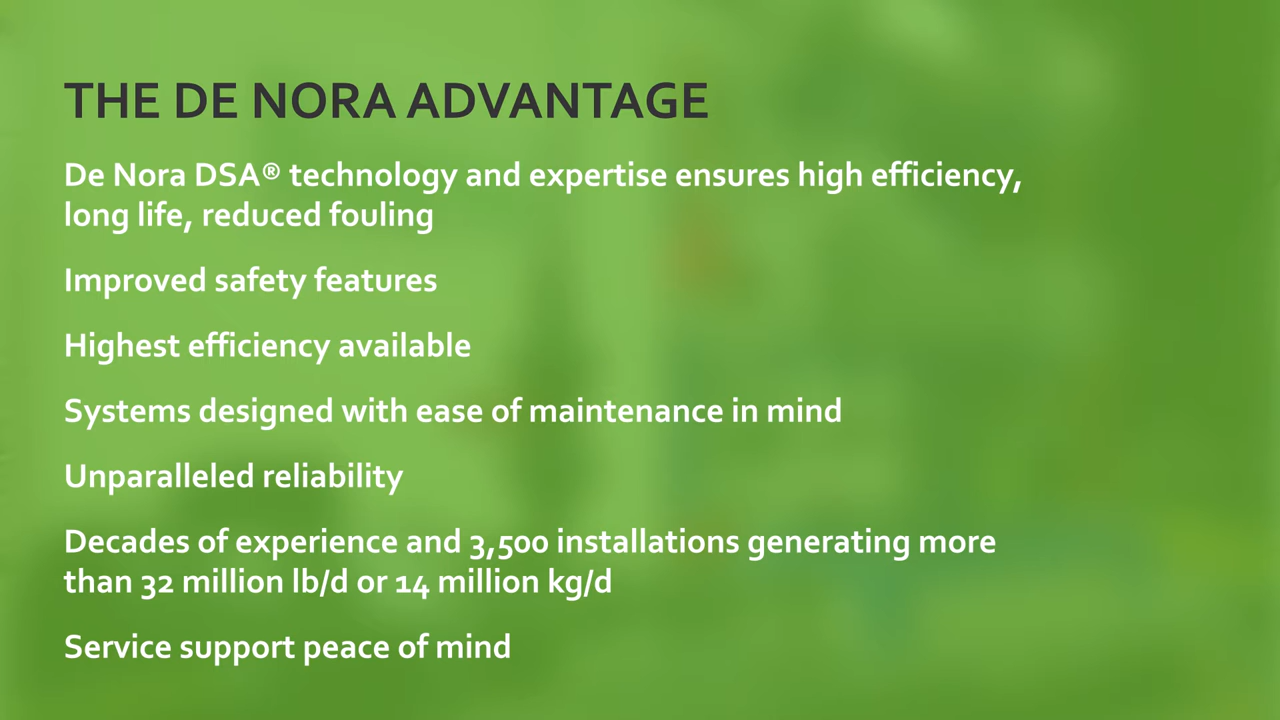 THE DE NORA ADVANTAGE
De Nora DSA® technology and expertise ensures high efficiency,
long life, reduced fouling
Improved safety features
Highest efficiency available
Systems designed with ease of maintenance in mind
Unparalleled reliability
Decades of experience and 3,500 installations generating more
than 32 million lb/d or 14 million kg/d
Service support peace of mind